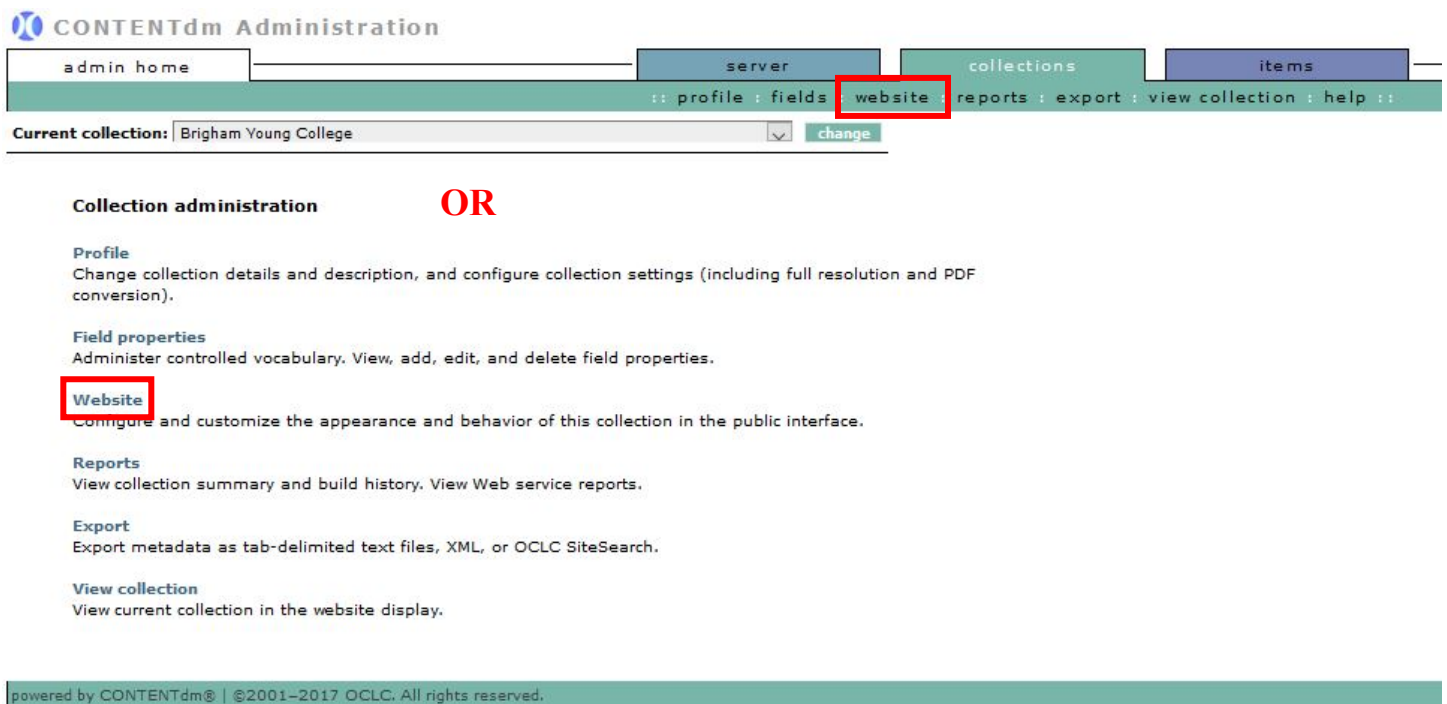 CONTENTdm Administration
admin home server collections items
:: profile : fields : website : reports : export : view collection : help ::
Current collection: Brigham Young College change
Collection administration OR
Profile
Change collection details and description, and configure collection settings (including full resolution and PDF
conversion).
Field properties
Administer controlled vocabulary. View, add, edit, and delete field properties.
Website
Configure and customize the appearance and behavior of this collection in the public interface.
Reports
View collection summary and build history. View Web service reports.
Export
Export metadata as tab-delimited text files, XML, or OCLC SiteSearch.
View collection
View current collection in the website display.
powered by CONTENTdm® | ©2001–2017 OCLC. All rights reserved.